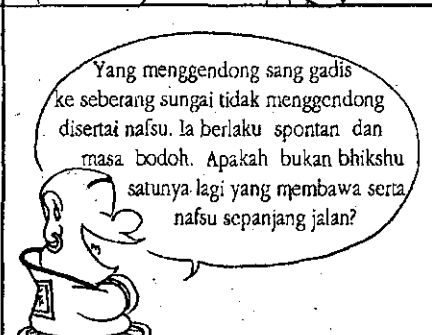 Yang menggendong sang gadis
ke seberang sungai tidak menggendong
disertai nafsu. Ia berlaku spontan dan
masa bodoh. Apakah bukan bhikshu
satunya lagi yang membawa serta
nafsu sepanjang jalan?